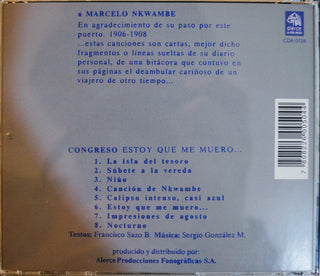 a MARCELO NKWAMBE
En agradecimiento de su paso por este
puerto. 1906-1908
...estas canciones son cartas, mejor dicho
fragmentos o líneas sueltas de su diario
personal, de una bitácora que contuvo en
sus páginas el deambular cariñoso de un
viajero de otro tiempo...
CONGRESO ESTOY QUE ME MUERO...
1. La isla del tesoro
2. Súbete a la vereda
3. Niño
4. Canción de Nkwambe
5. Calipso intenso, casi azul
6. Estoy que me muero...
7. Impresiones de agosto
8. Nocturno
Textos: Francisco Sazo B. Música: Sergio González M.
producido y distribuido por:
Alerce Producciones Fonográficas S.A.